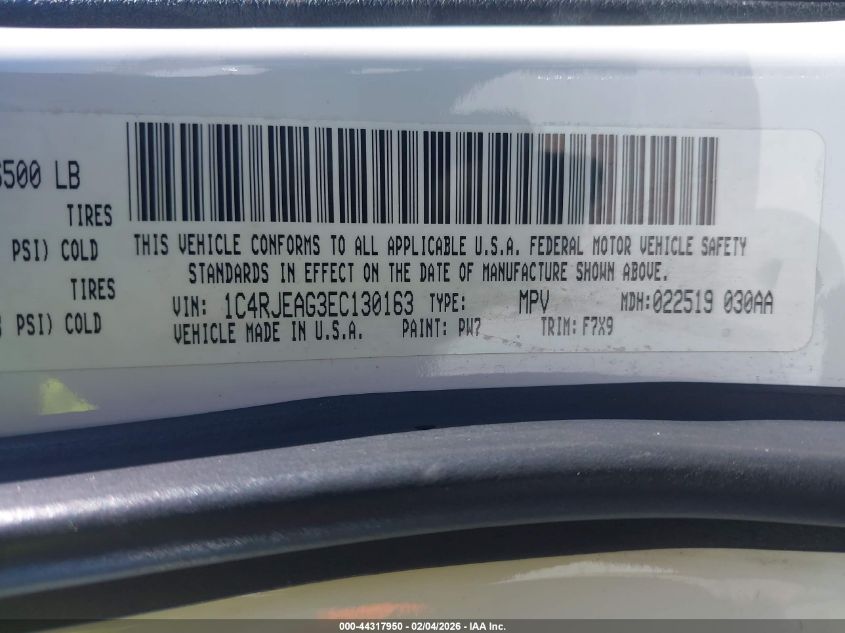 500 LB
TIRES
PSI) COLD
TIRES
PSI) COLD
THIS VEHICLE CONFORMS TO ALL APPLICABLE U.S.A. FEDERAL MOTOR VEHICLE SAFETY
STANDARDS IN EFFECT ON THE DATE OF MANUFACTURE SHOWN ABOVE.
VIN: 1C4RJEAG3EC130163 TYPE: MPV MDH:022519 030AA
VEHICLE MADE IN U.S.A. PAINT: PW7 TRIM: F7X9
000-44317950 - 02/04/2026 - IAA Inc.